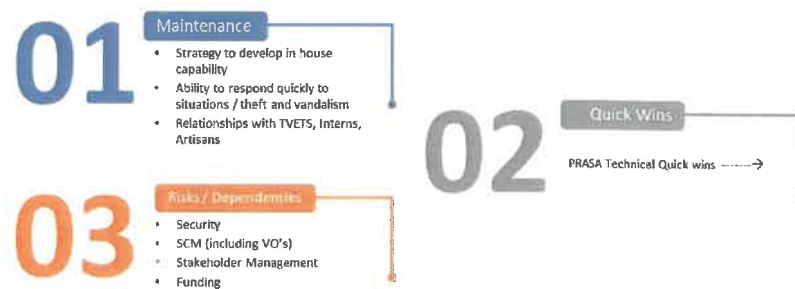 01
Maintenance
• Strategy to develop in house
capability
• Ability to respond quickly to
situations / theft and vandalism
• Relationships with TVETS, Interns,
Artisans
02
Quick Wins
PRASA Technical Quick wins ----->
03
Risks / Dependencies
• Security
• SCM (including VO's)
• Stakeholder Management
• Funding